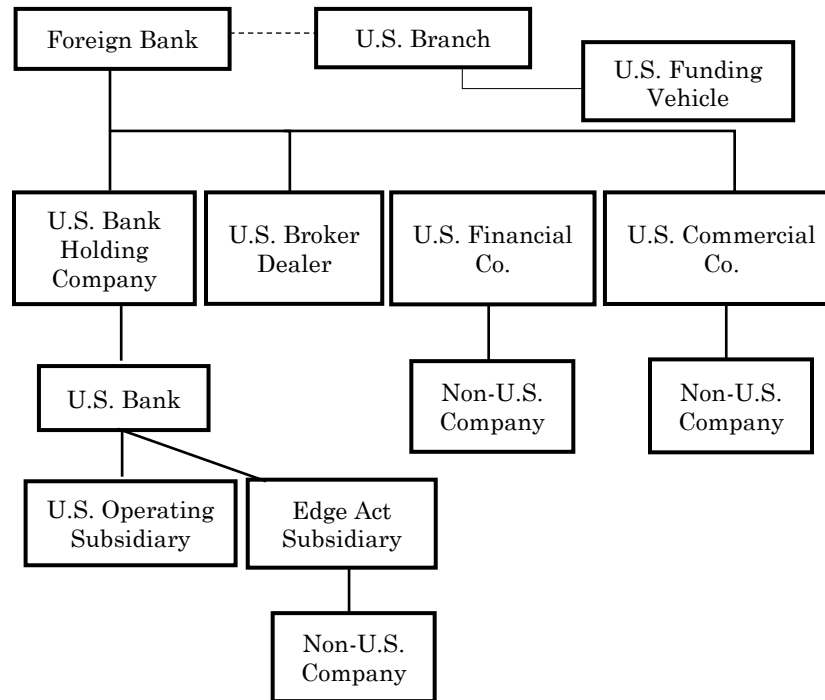 Foreign Bank
U.S. Branch
U.S. Funding
Vehicle
U.S. Bank
Holding
Company
U.S. Broker
Dealer
U.S. Financial
Co.
U.S. Commercial
Co.
U.S. Bank
Non-U.S.
Company
Non-U.S.
Company
U.S. Operating
Subsidiary
Edge Act
Subsidiary
Non-U.S.
Company